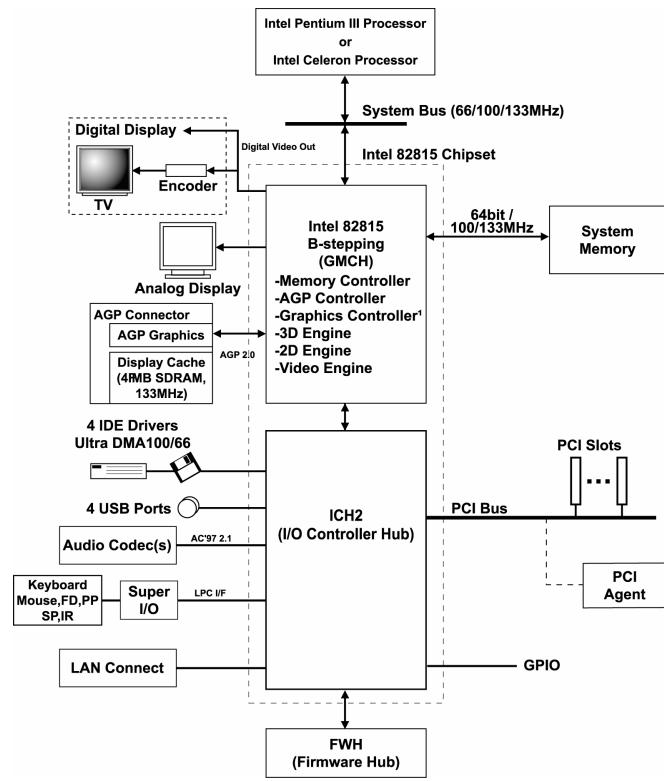 Intel Pentium III Processor
or
Intel Celeron Processor
System Bus (66/100/133MHz)
Digital Display
Digital Video Out
Intel 82815 Chipset
Encoder
TV
Intel 82815
B-stepping
(GMCH)
-Memory Controller
-AGP Controller
-Graphics Controller¹
-3D Engine
-2D Engine
-Video Engine
64bit /
100/133MHz
System
Memory
Analog Display
AGP Connector
AGP Graphics
AGP 2.0
Display Cache
SDRAM,
133MHz)
4 IDE Drivers
Ultra DMA100/66
4 USB Ports
Audio Codec(s)
AC'97 2.1
Keyboard
Mouse,FD,PP
SP,IR
Super
I/O
LPC I/F
LAN Connect
ICH2
(I/O Controller Hub)
PCI Slots
PCI Bus
PCI
Agent
GPIO
FWH
(Firmware Hub)